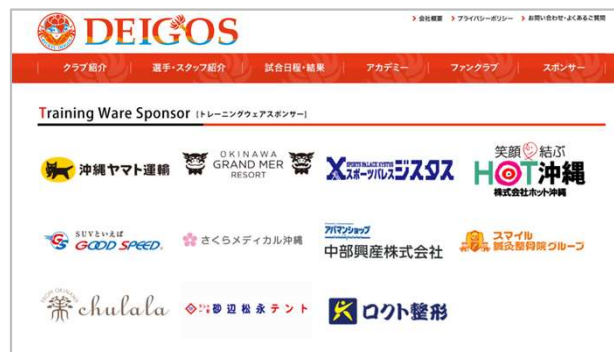 DEIGOS
会社概要
プライバシーポリシー
お問い合わせ・よくあるご質問
クラブ紹介
選手・スタッフ紹介
試合日程・結果
アカデミー
ファンクラブ
スポンサー
Training Ware Sponsor [トレーニングウェアスポンサー]
沖縄ヤマト運輸
OKINAWA
GRAND MER
RESORT
SPORTS PALACE XYSTUS
スポーツパレスジスタス
笑顔 結ぶ
HOT沖縄
株式会社ホット沖縄
GS
SUVといえば
GOOD SPEED.
さくらメディカル沖縄
アパマンショップ
中部興産株式会社
スマイル
鍼灸整骨院グループ
FROM OKINAWA
chulala
砂辺松永テント
ロクト整形